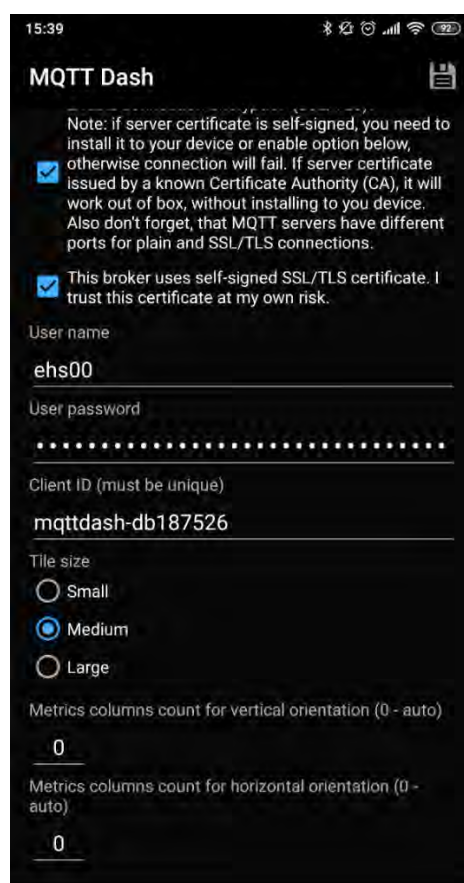 15:39
92
MQTT Dash
Note: if server certificate is self-signed, you need to
install it to your device or enable option below,
otherwise connection will fail. If server certificate
issued by a known Certificate Authority (CA), it will
work out of box, without installing to you device.
Also don't forget, that MQTT servers have different
ports for plain and SSL/TLS connections.
This broker uses self-signed SSL/TLS certificate. I
trust this certificate at my own risk.
User name
ehs00
User password
Client ID (must be unique)
mqttdash-db187526
Tile size
Small
Medium
Large
Metrics columns count for vertical orientation (0 - auto)
0
Metrics columns count for horizontal orientation (0 -
auto)
0